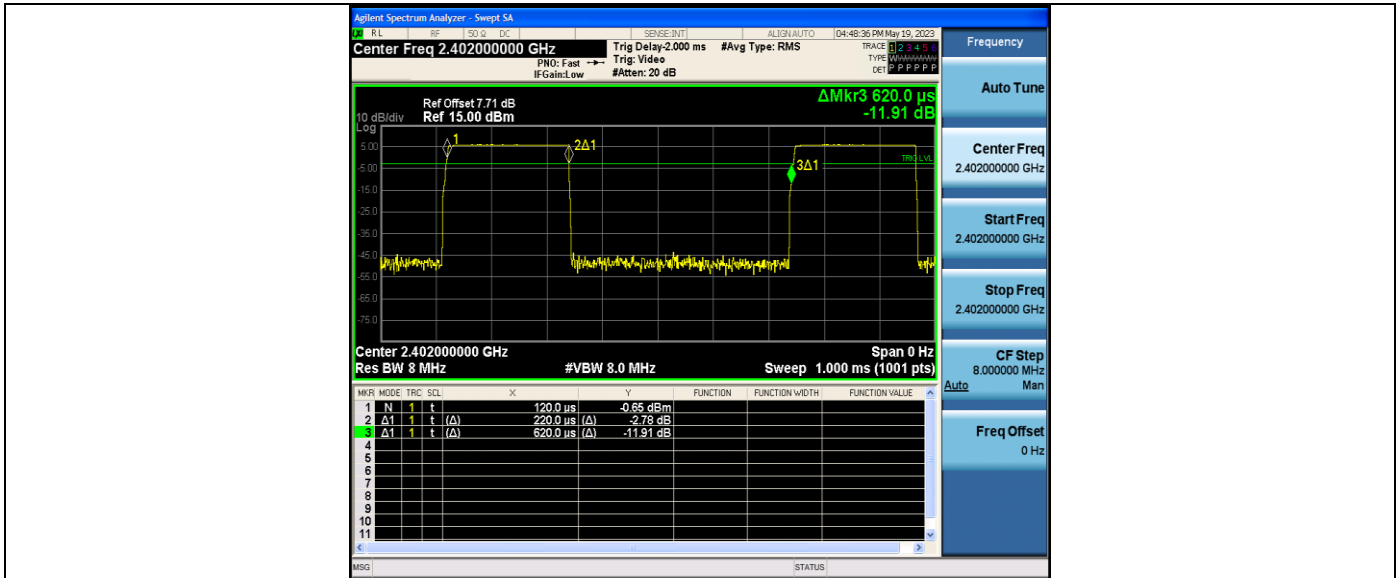 Agilent Spectrum Analyzer - Swept SA
RL RF 50 Ω DC SENSE:INT ALIGN AUTO 04:48:36 PM May 19, 2023
Center Freq 2.402000000 GHz
PNO: Fast
IFGain:Low
Trig Delay-2.000 ms
Trig: Video
#Atten: 20 dB
#Avg Type: RMS
TRACE 1 2 3 4 5 6
TYPE
DET P P P P P P
Frequency
Auto Tune
Center Freq
2.402000000 GHz
Start Freq
2.402000000 GHz
Stop Freq
2.402000000 GHz
CF Step
8.000000 MHz
Auto Man
Freq Offset
0 Hz
ΔMkr3 620.0 µs
-11.91 dB
Ref Offset 7.71 dB
10 dB/div Ref 15.00 dBm
Log
5.00
-5.00
-15.0
-25.0
-35.0
-45.0
-55.0
-65.0
-75.0
1
2Δ1
3Δ1
TRIG LVL
Center 2.402000000 GHz Span 0 Hz
Res BW 8 MHz #VBW 8.0 MHz Sweep 1.000 ms (1001 pts)
MKR MODE TRC SCL X Y FUNCTION FUNCTION WIDTH FUNCTION VALUE
1 N 1 t 120.0 µs -0.65 dBm
2 Δ1 1 t (Δ) 220.0 µs (Δ) -2.78 dB
3 Δ1 1 t (Δ) 620.0 µs (Δ) -11.91 dB
4
5
6
7
8
9
10
11
MSG STATUS